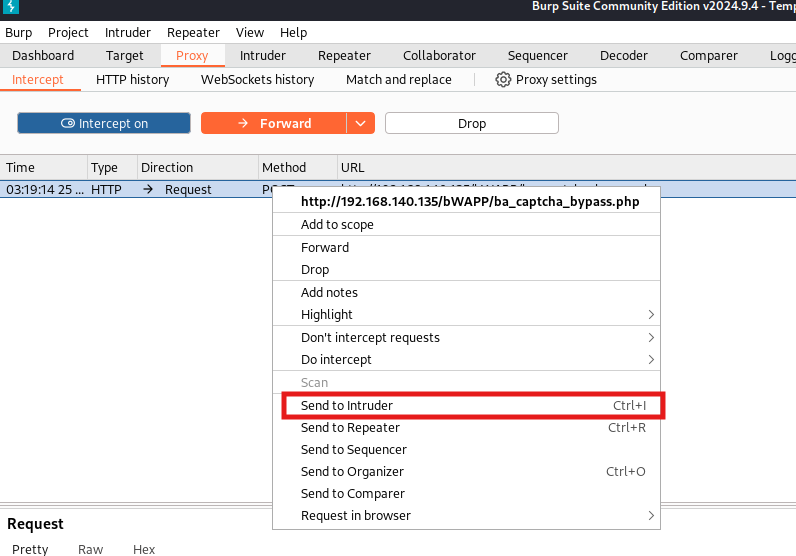 Burp Suite Community Edition v2024.9.4 - Temp
Burp Project Intruder Repeater View Help
Dashboard Target Proxy Intruder Repeater Collaborator Sequencer Decoder Comparer Logg
Intercept HTTP history WebSockets history Match and replace Proxy settings
Intercept on Forward Drop
Time Type Direction Method URL
03:19:14 25 ... HTTP Request
http://192.168.140.135/bWAPP/ba_captcha_bypass.php
Add to scope
Forward
Drop
Add notes
Highlight
Don't intercept requests
Do intercept
Scan
Send to Intruder Ctrl+I
Send to Repeater Ctrl+R
Send to Sequencer
Send to Organizer Ctrl+O
Send to Comparer
Request in browser
Request
Pretty Raw Hex